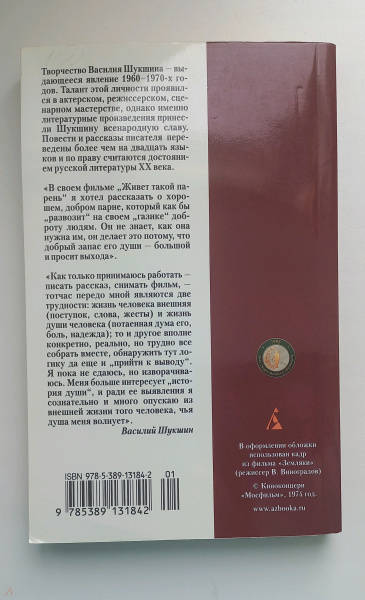 Творчество Василия Шукшина – вы-
дающееся явление 1960–1970-х го-
дов. Талант этой личности проявил-
ся в актерском, режиссерском, сце-
нарном мастерстве, однако именно
литературные произведения принес-
ли Шукшину всенародную славу.
Повести и рассказы писателя пере-
ведены более чем на двадцать язы-
ков и по праву считаются достояни-
ем русской литературы XX века.
«В своем фильме „Живет такой па-
рень“ я хотел рассказать о хоро-
шем, добром парне, который как бы
„развозит“ на своем „газике“ доб-
роту людям. Он не знает, как она
нужна им, он делает это потому, что
добрый запас его души – большой
и просит выхода».
«Как только принимаюсь работать –
писать рассказ, снимать фильм, –
тотчас передо мной являются две
трудности: жизнь человека внешняя
(поступок, слова, жесты) и жизнь
души человека (потаенная дума его,
боль, надежда); то и другое вполне
конкретно, реально, но трудно все
собрать вместе, обнаружить тут ло-
гику да еще и „прийти к выводу“.
Я пока не сдаюсь, но изворачива-
юсь. Меня больше интересует „исто-
рия души“, и ради ее выявления я
сознательно и много опускаю из
внешней жизни того человека, чья
душа меня волнует».
Василий Шукшин
ISBN 978-5-389-13184-2
01
9 785389 131842
В оформлении обложки
использован кадр
из фильма «Земляки»
(режиссер В. Виноградов)
© Киноконцерн
«Мосфильм», 1974 год.
www.azbooka.ru